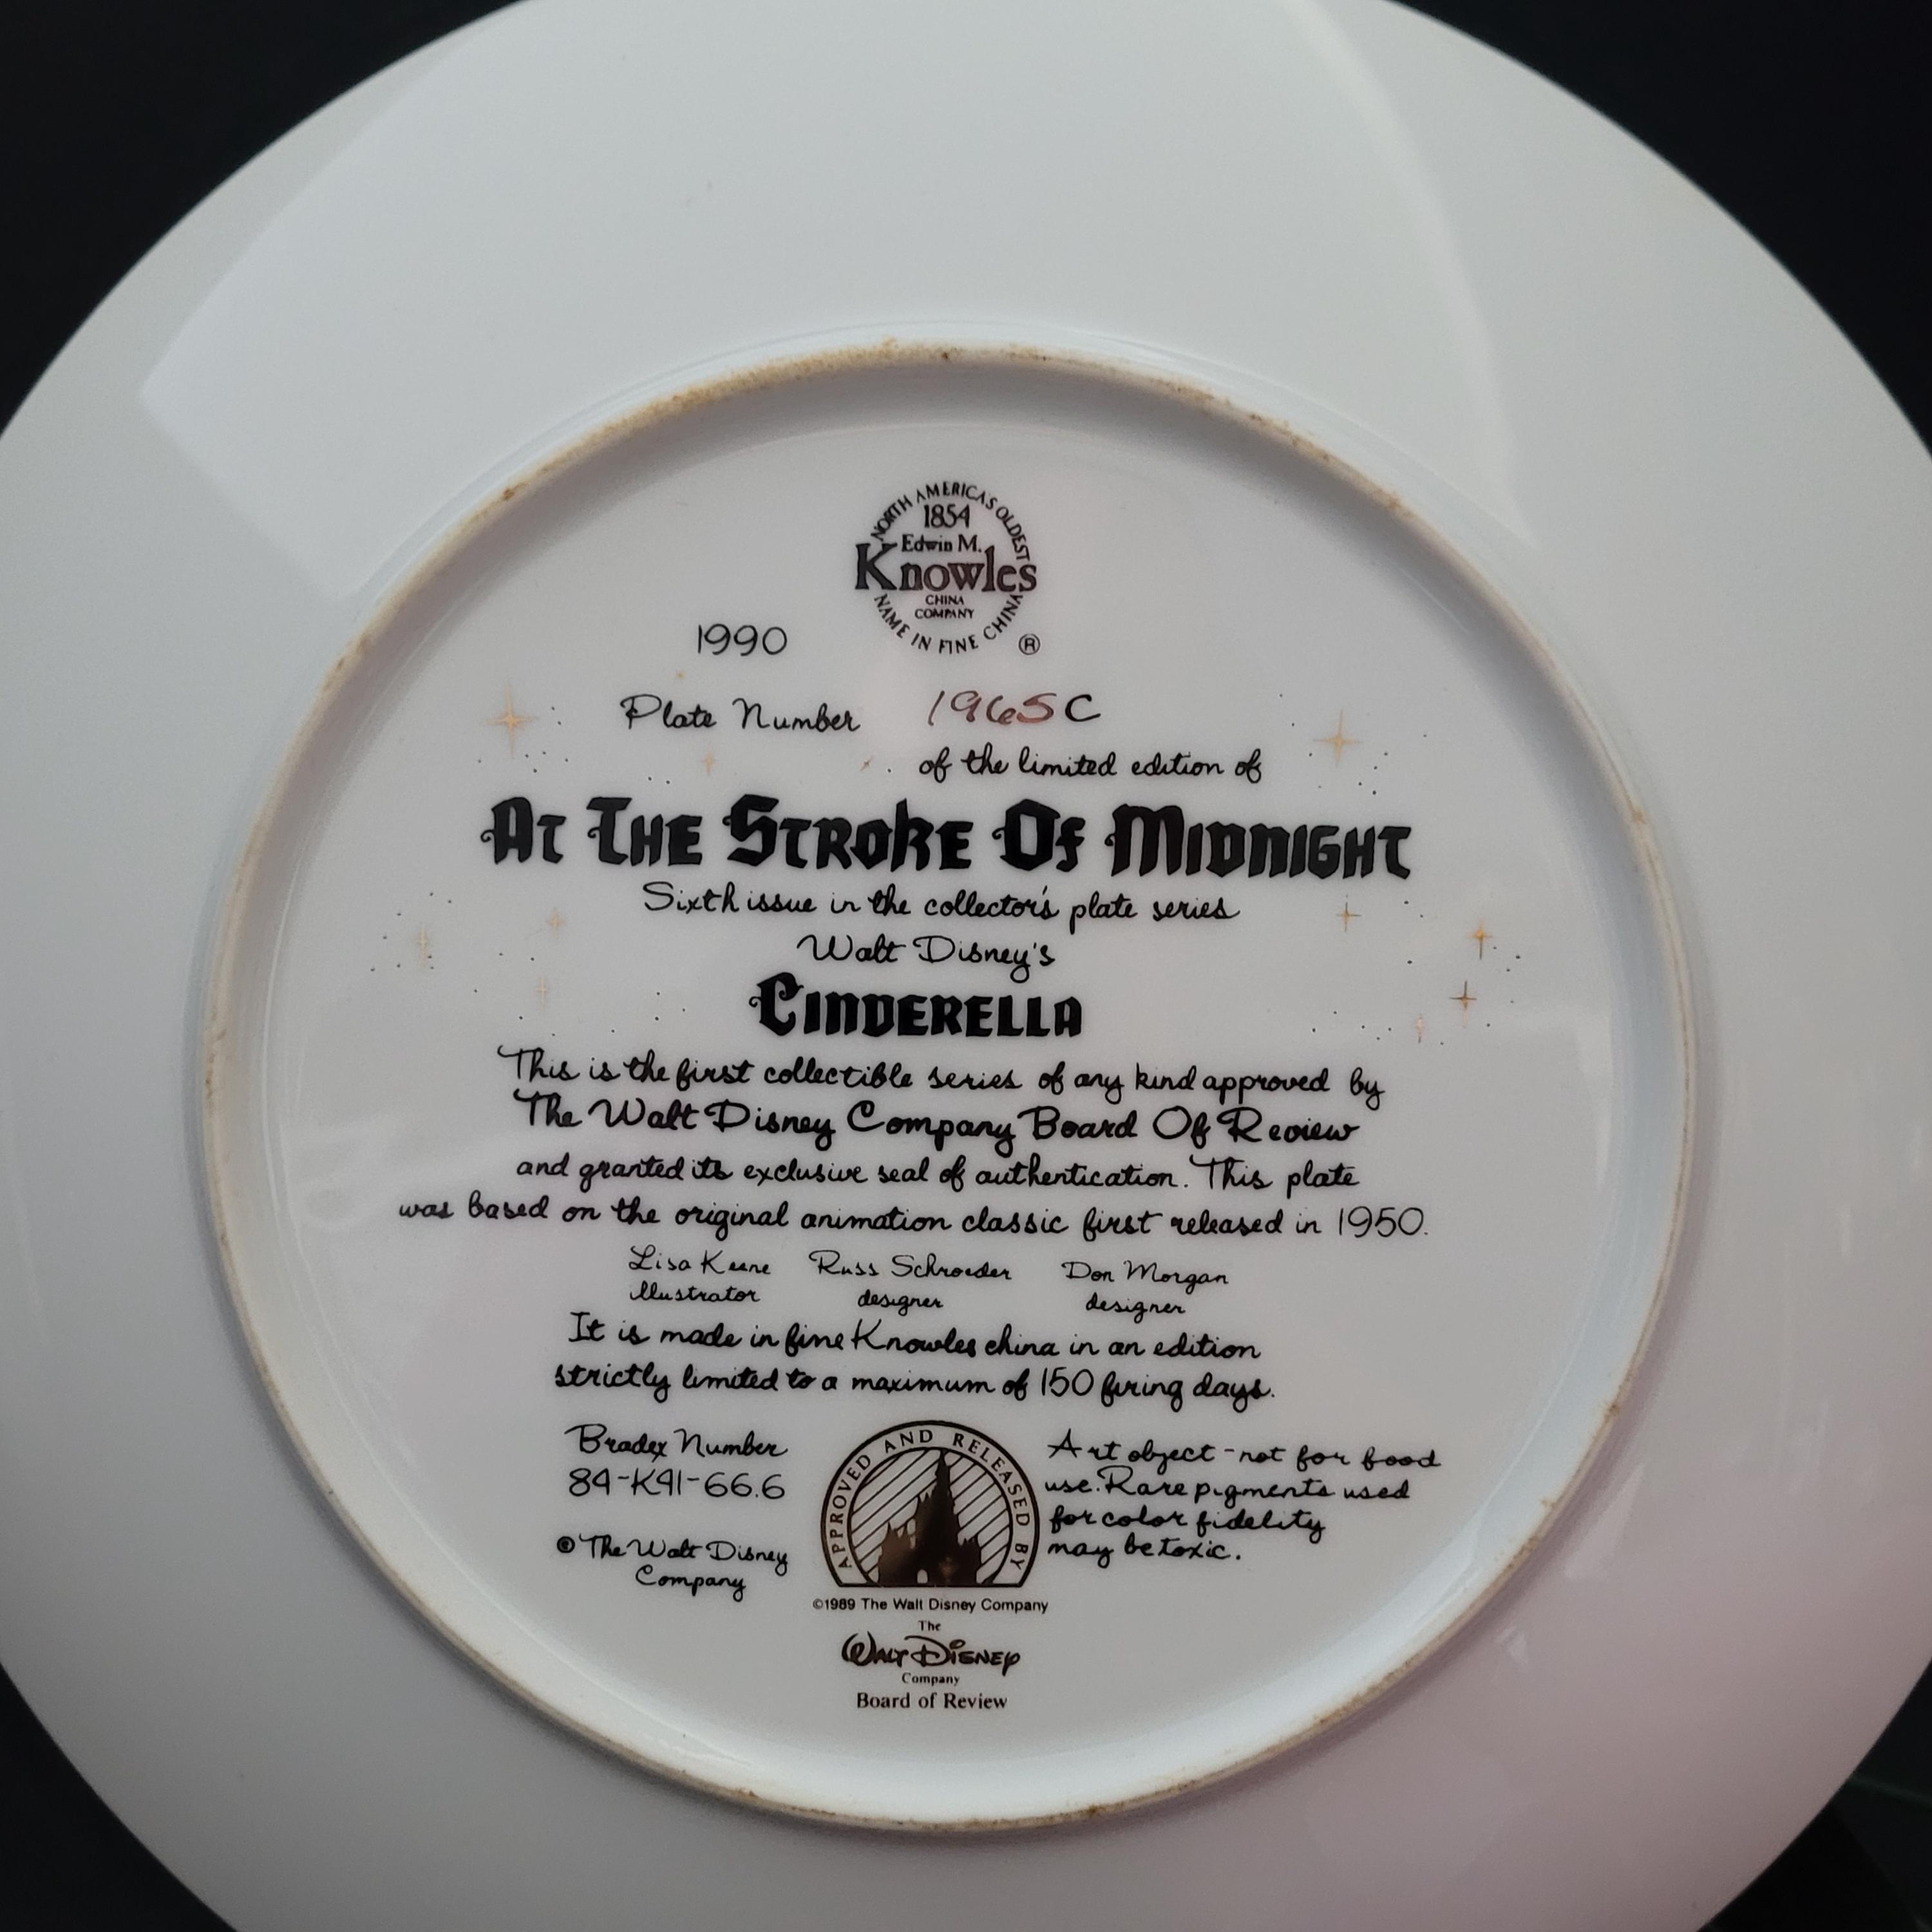 NORTH AMERICA'S OLDEST
1854
Edwin M.
Knowles
CHINA
COMPANY
NAME IN FINE CHINA
®
1990
Plate Number 1965C
of the limited edition of
At The Stroke Of Midnight
Sixth issue in the collector's plate series
Walt Disney's
Cinderella
This is the first collectible series of any kind approved by
The Walt Disney Company Board Of Review
and granted its exclusive seal of authentication. This plate
was based on the original animation classic first released in 1950.
Lisa Keene Russ Schroeder Don Morgan
illustrator designer designer
It is made in fine Knowles china in an edition
strictly limited to a maximum of 150 firing days.
Bradex Number
84-K41-66.6
© The Walt Disney
Company
APPROVED AND RELEASED BY
Art object - not for food
use. Rare pigments used
for color fidelity
may be toxic.
©1989 The Walt Disney Company
The
Walt Disney
Company
Board of Review